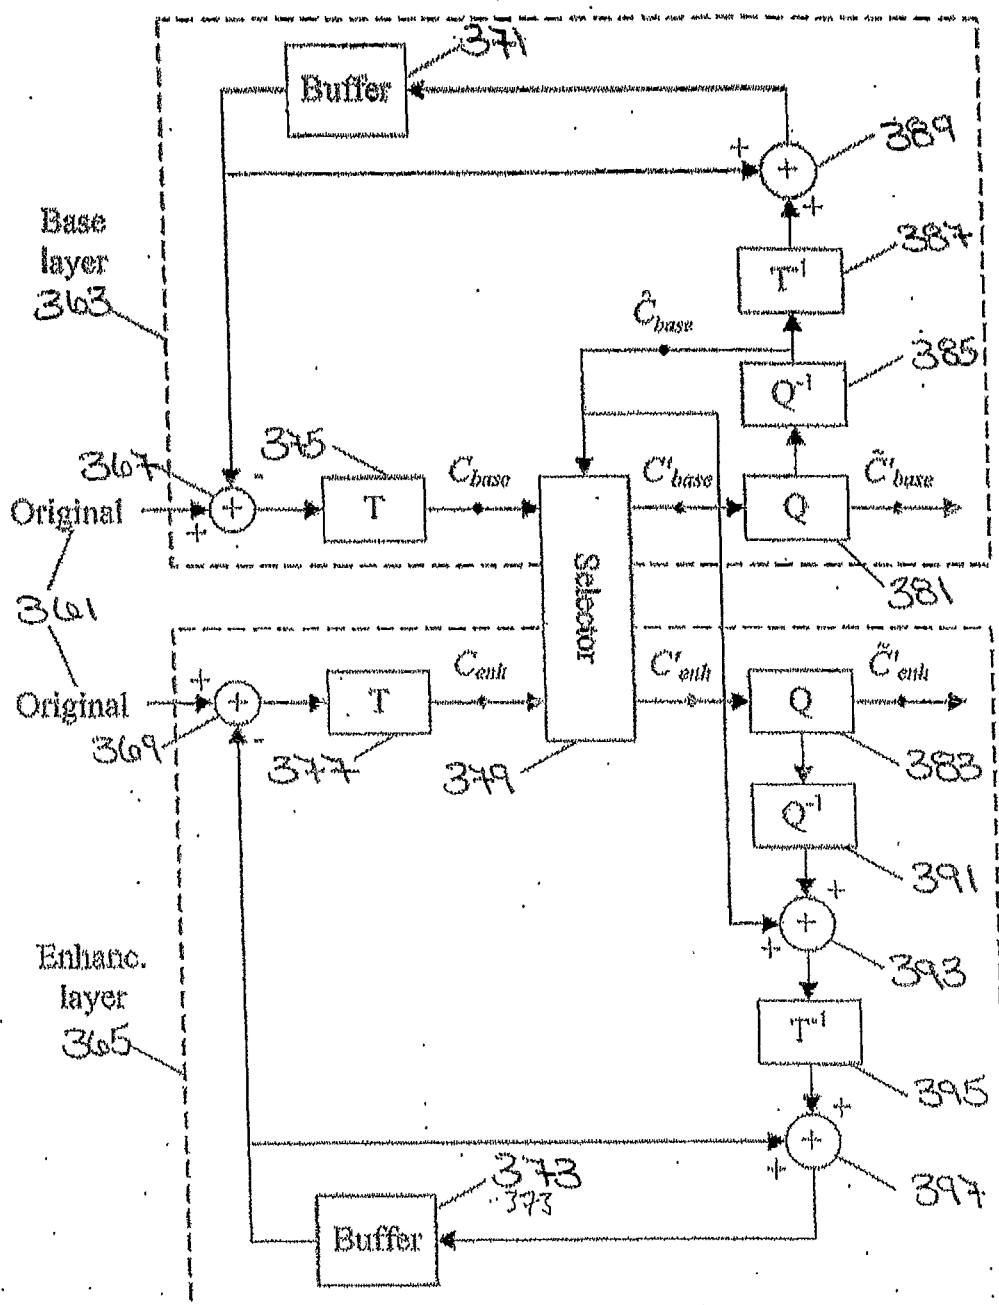 371
Buffer
+
389
+
+
Base
layer
363
387
T⁻¹
Ĉbase
385
Q⁻¹
375
367
-
Cbase
C'base
C̃'base
Original
+
+
T
Selector
Q
381
361
Cenh
C'enh
C̃'enh
+
Original
+
T
Q
369
-
377
379
383
Q⁻¹
391
+
+
+
393
Enhanc.
layer
365
T⁻¹
395
+
+
+
397
373
373
Buffer